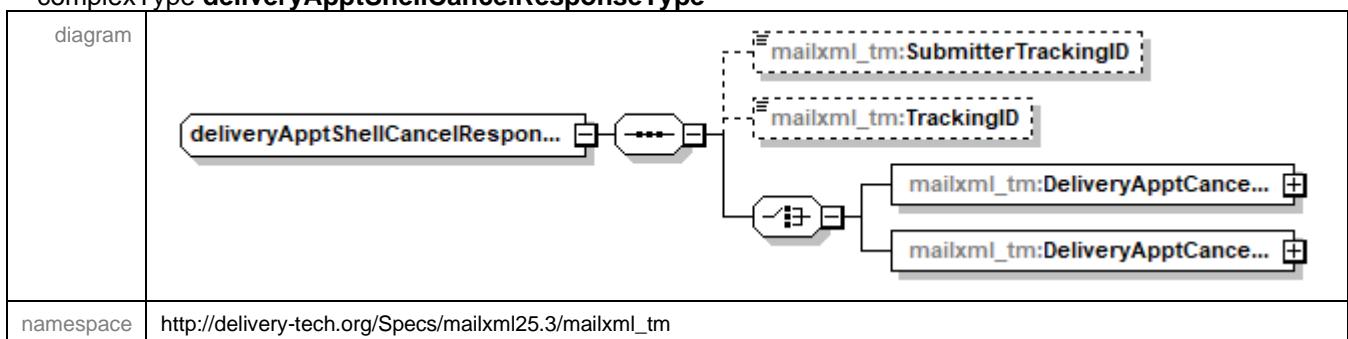 complexType deliveryApptShellCancelResponseType
diagram
mailxml_tm:SubmitterTrackingID
mailxml_tm:TrackingID
deliveryApptShellCancelRespon...
mailxml_tm:DeliveryApptCance...
mailxml_tm:DeliveryApptCance...
namespace
http://delivery-tech.org/Specs/mailxml25.3/mailxml_tm